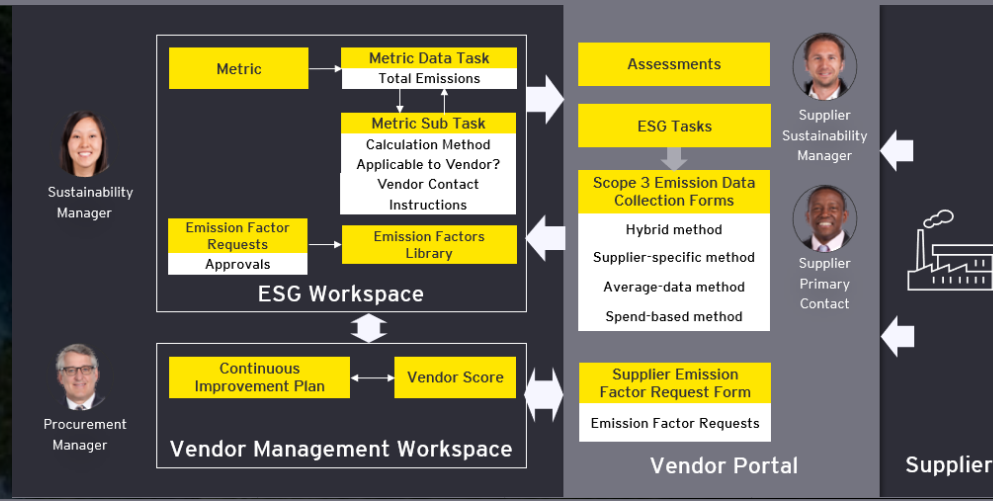 Metric
Metric Data Task
Total Emissions
Metric Sub Task
Calculation Method
Applicable to Vendor?
Vendor Contact
Instructions
Sustainability
Manager
Emission Factor
Requests
Approvals
Emission Factors
Library
ESG Workspace
Procurement
Manager
Continuous
Improvement Plan
Vendor Score
Vendor Management Workspace
Assessments
ESG Tasks
Scope 3 Emission Data
Collection Forms
Hybrid method
Supplier-specific method
Average-data method
Spend-based method
Supplier Emission
Factor Request Form
Emission Factor Requests
Vendor Portal
Supplier
Sustainability
Manager
Supplier
Primary
Contact
Supplier